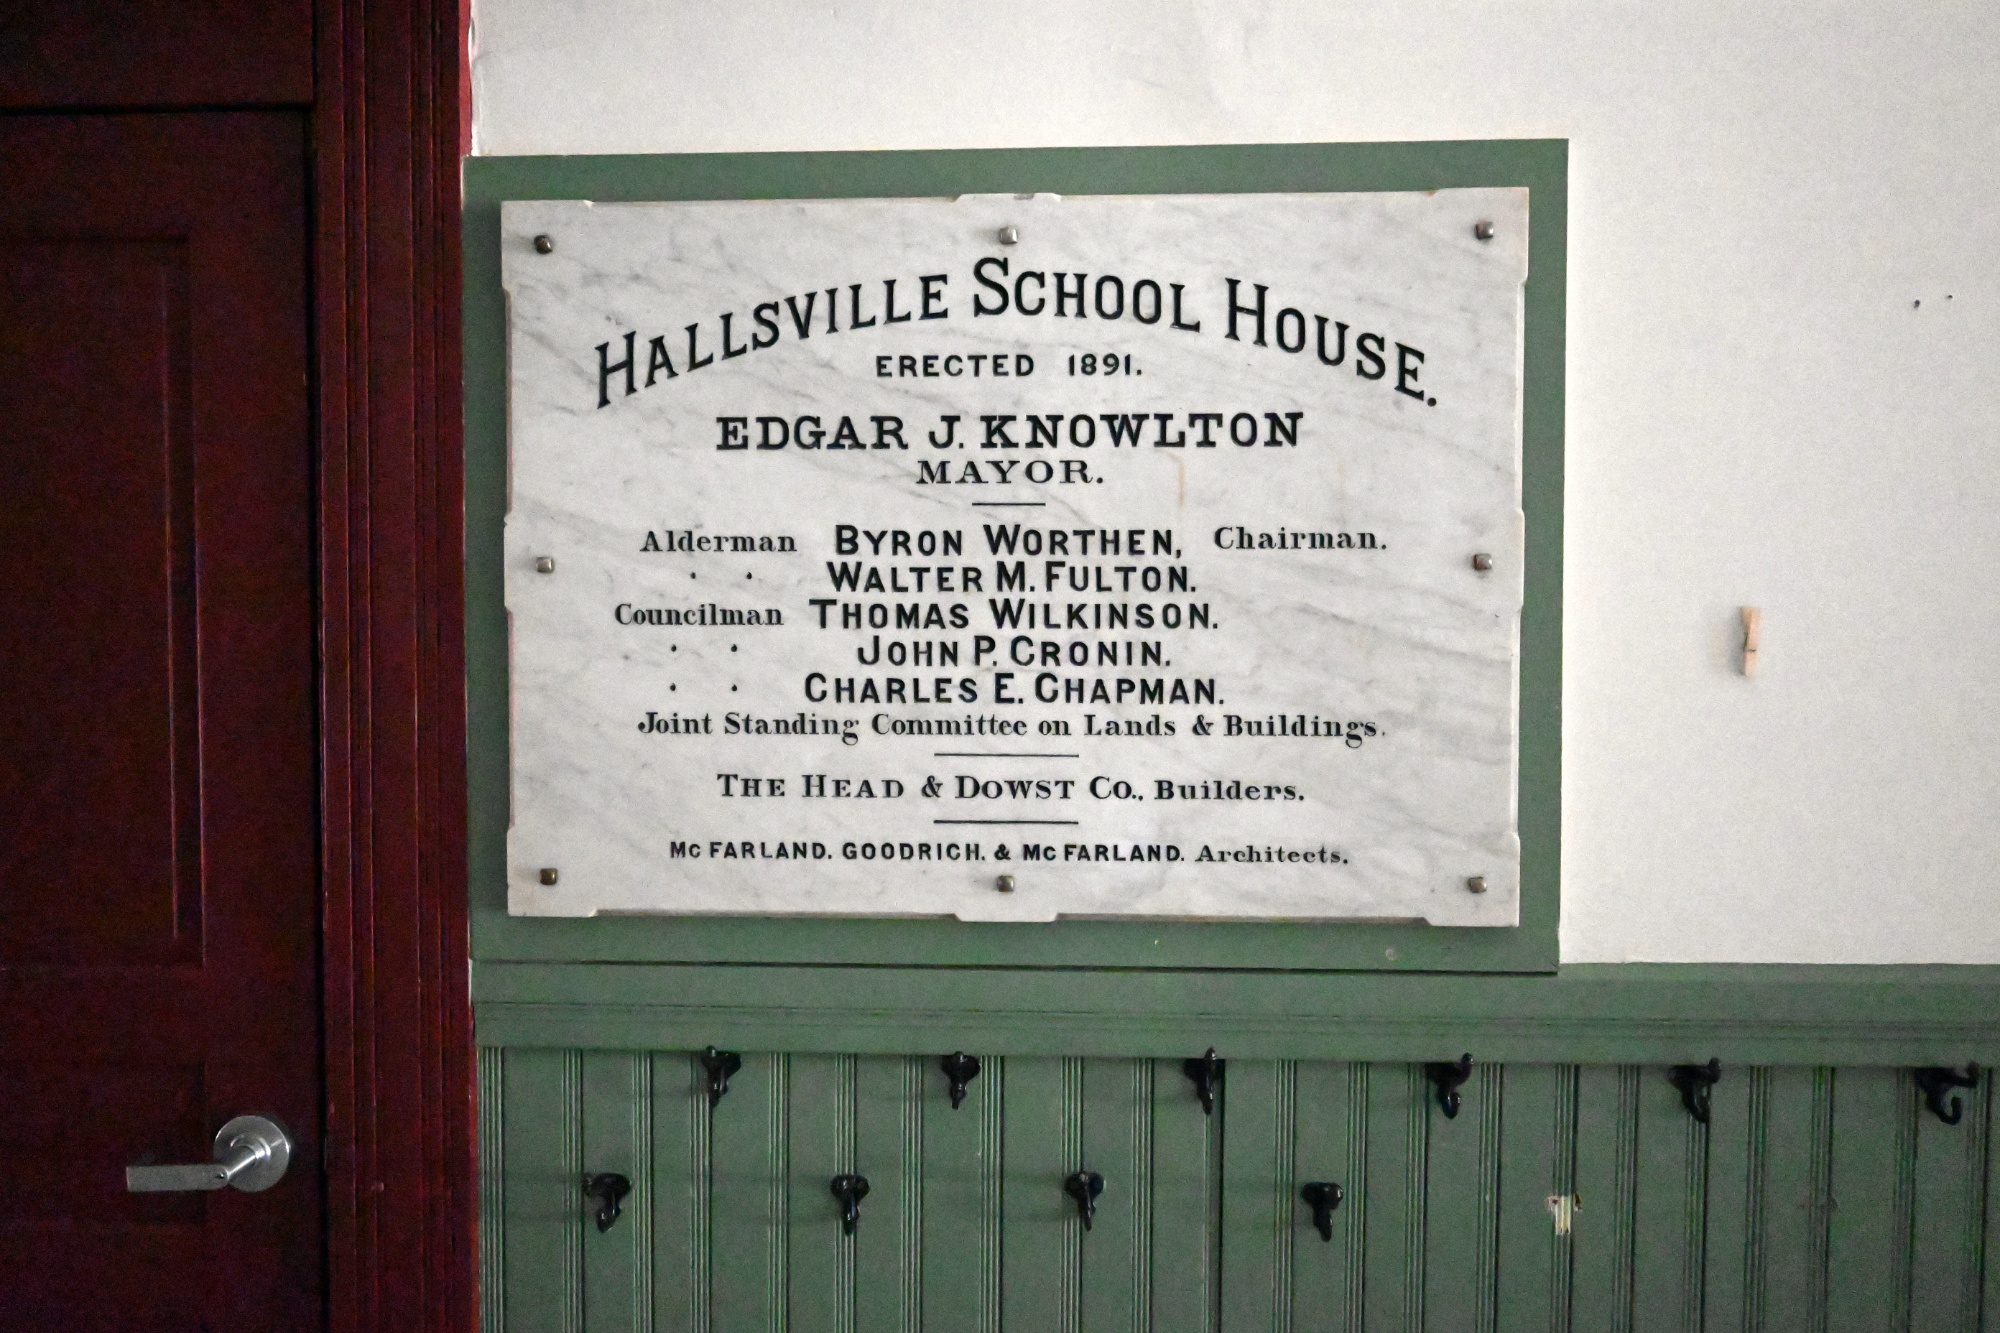 HALLSVILLE SCHOOL HOUSE.
ERECTED 1891.
EDGAR J. KNOWLTON
MAYOR.
Alderman BYRON WORTHEN, Chairman.
· · WALTER M. FULTON.
Councilman THOMAS WILKINSON.
· · JOHN P. CRONIN.
· · CHARLES E. CHAPMAN.
Joint Standing Committee on Lands & Buildings.
THE HEAD & DOWST CO., Builders.
MC FARLAND. GOODRICH. & MC FARLAND. Architects.